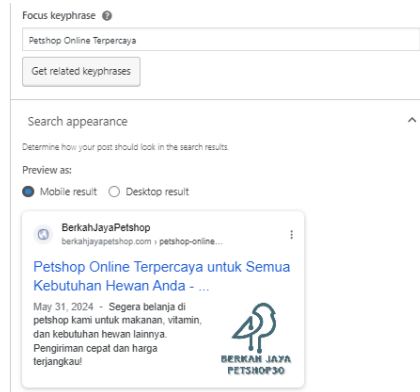 Focus keyphrase
Petshop Online Terpercaya
Get related keyphrases
Search appearance
Determine how your post should look in the search results.
Preview as:
Mobile result Desktop result
BerkahJayaPetshop
berkahjayapetshop.com › petshop-online...
Petshop Online Terpercaya untuk Semua
Kebutuhan Hewan Anda - ...
May 31, 2024 - Segera belanja di
petshop kami untuk makanan, vitamin,
dan kebutuhan hewan lainnya.
Pengiriman cepat dan harga
terjangkau!
BERKAH JAYA
PETSHOP30